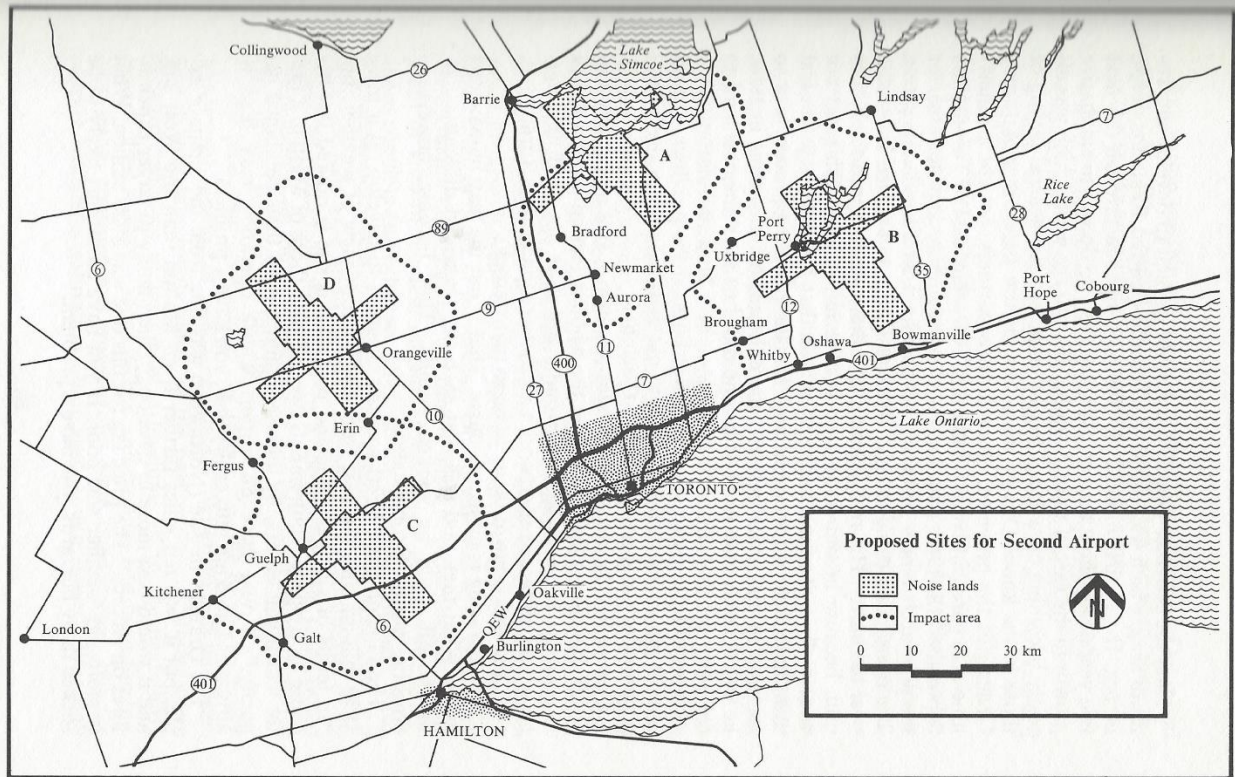 Collingwood
26
Lake
Simcoe
Barrie
Lindsay
7
A
Rice
Lake
6
89
Bradford
Port
Perry
Uxbridge
B
28
D
Newmarket
35
Port
Hope
Cobourg
9
Aurora
12
Orangeville
Brougham
Whitby
Oshawa
Bowmanville
400
11
401
27
7
10
Erin
Lake Ontario
Fergus
TORONTO
C
Guelph
Kitchener
Oakville
London
6
QEW
Galt
Burlington
401
HAMILTON
Proposed Sites for Second Airport
Noise lands
Impact area
N
0 10 20 30 km